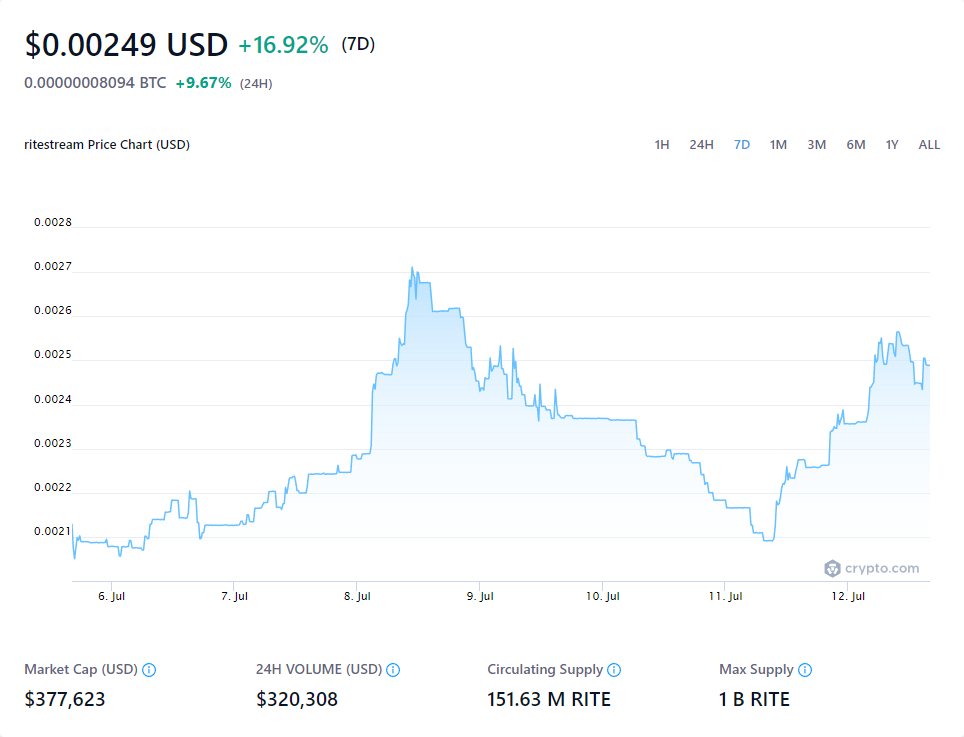 $0.00249 USD +16.92% (7D)
0.00000008094 BTC +9.67% (24H)
ritestream Price Chart (USD) 1H 24H 7D 1M 3M 6M 1Y ALL
0.0028
0.0027
0.0026
0.0025
0.0024
0.0023
0.0022
0.0021
crypto.com
6. Jul 7. Jul 8. Jul 9. Jul 10. Jul 11. Jul 12. Jul
Market Cap (USD) 24H VOLUME (USD) Circulating Supply Max Supply
$377,623 $320,308 151.63 M RITE 1 B RITE